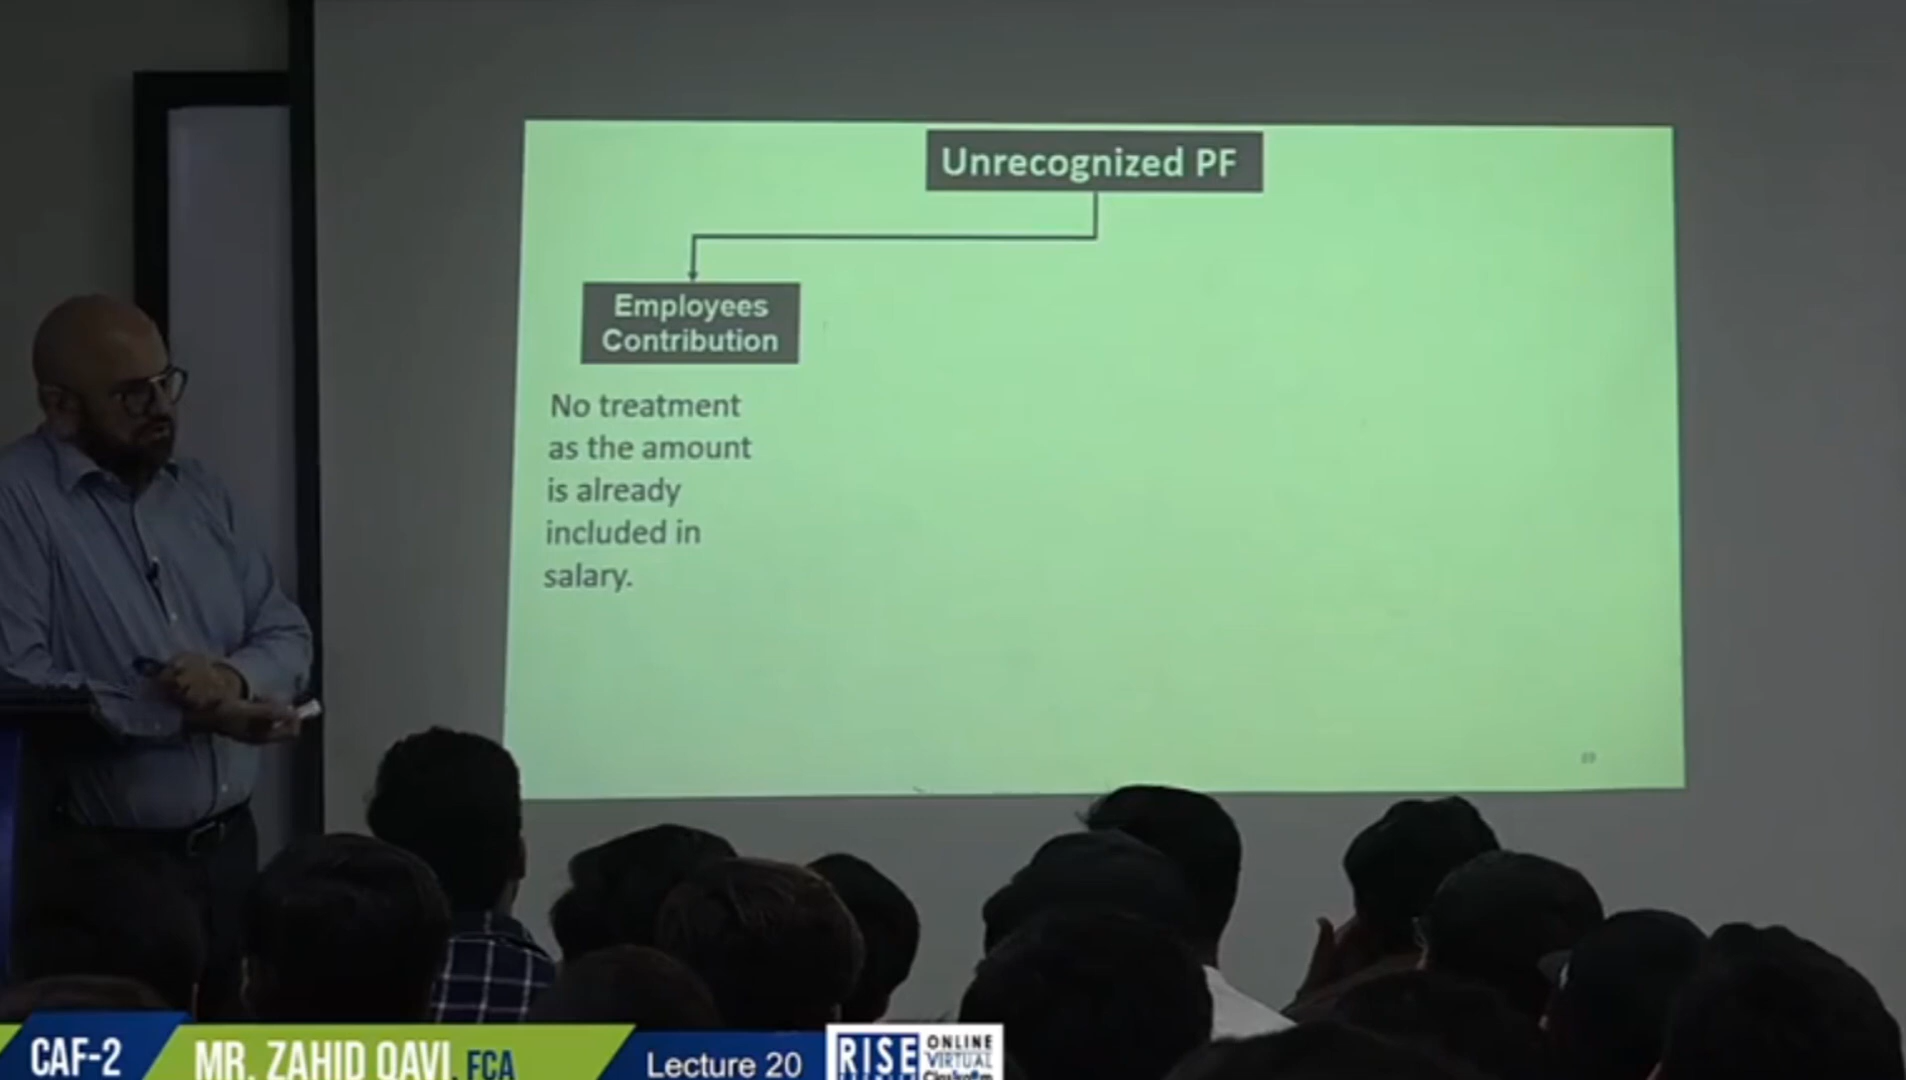 Unrecognized PF
Employees
Contribution
No treatment
as the amount
is already
included in
salary.
CAF-2
MR. ZAHID QAVI, FCA
Lecture 20
RISE
ONLINE
VIRTUAL